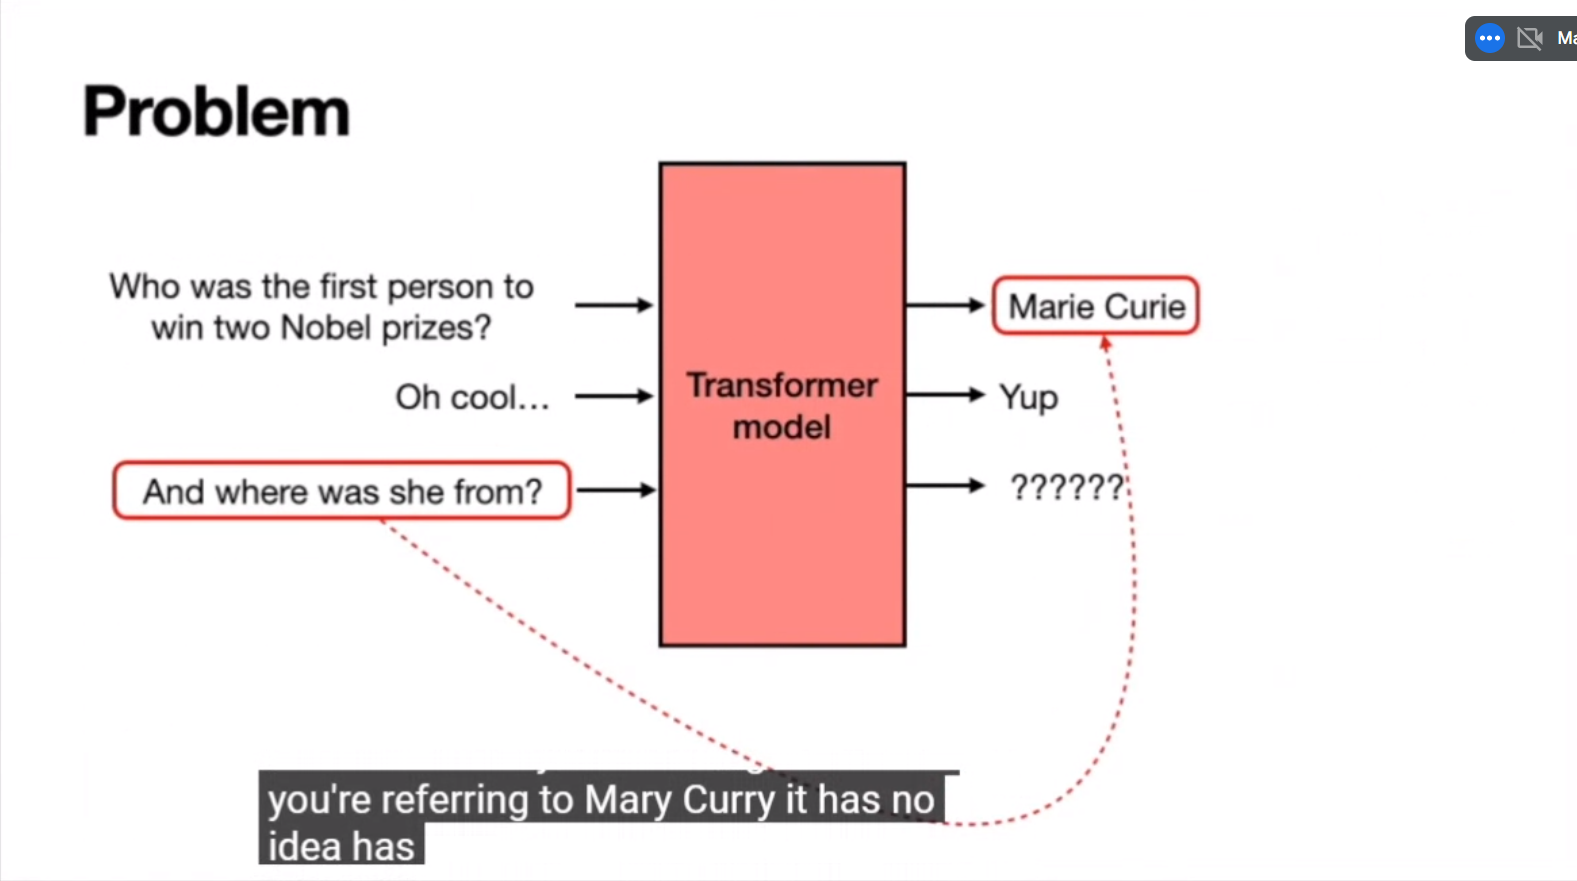 Ma
Problem
Who was the first person to
win two Nobel prizes?
Marie Curie
Oh cool...
Transformer
model
Yup
And where was she from?
??????
you're referring to Mary Curry it has no
idea has